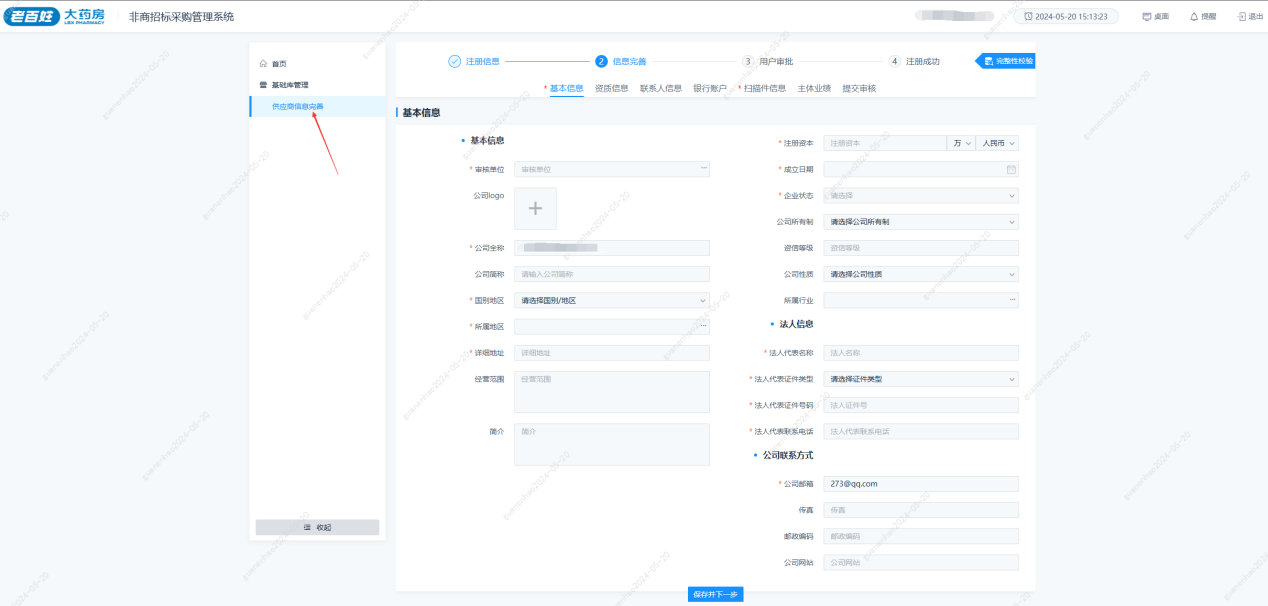 老百姓 大药房 LBX PHARMACY 非商招标采购管理系统 2024-05-20 15:13:23 桌面 提醒 退出
首页
基础库管理
供应商信息完善
收起
注册信息 2 信息完善 3 用户审批 4 注册成功 完整性校验
* 基本信息 资质信息 联系人信息 银行账户 * 扫描件信息 主体业绩 提交审核
基本信息
• 基本信息
* 审核单位 审核单位 ...
公司logo +
* 公司全称
公司简称 请输入公司简称
* 国别地区 请选择国别/地区
* 所属地区 ...
* 详细地址 详细地址
经营范围 经营范围
简介 简介
* 注册资本 注册资本 万 人民币
* 成立日期
* 企业状态 请选择
公司所有制 请选择公司所有制
资信等级 资信等级
公司性质 请选择公司性质
所属行业 ...
• 法人信息
* 法人代表名称 法人名称
* 法人代表证件类型 请选择证件类型
* 法人代表证件号码 法人证件号
* 法人代表联系电话 法人代表联系电话
• 公司联系方式
* 公司邮箱 273@qq.com
传真 传真
邮政编码 邮政编码
公司网站 公司网站
保存并下一步